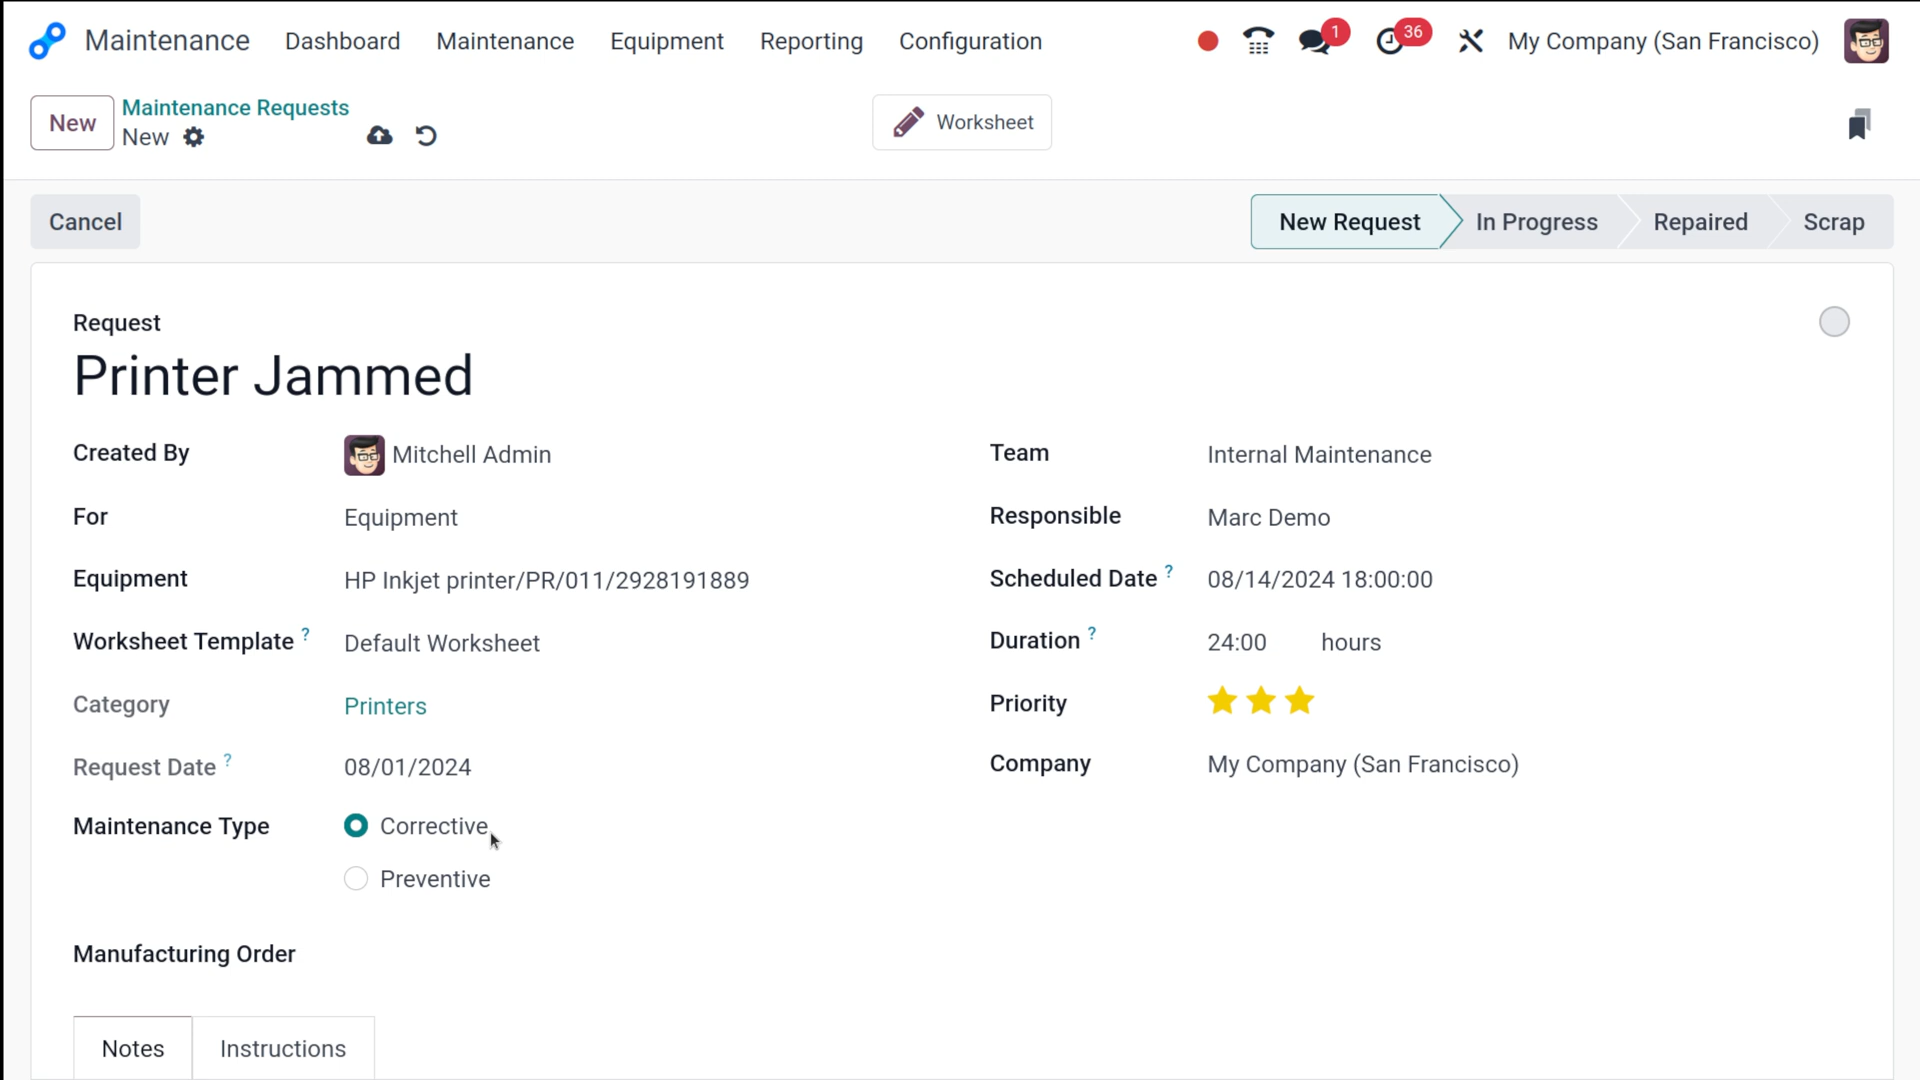 Maintenance Dashboard Maintenance Equipment Reporting Configuration 1 36 My Company (San Francisco)
New Maintenance Requests
New
Worksheet
Cancel New Request In Progress Repaired Scrap
Request
Printer Jammed
Created By Mitchell Admin Team Internal Maintenance
For Equipment Responsible Marc Demo
Equipment HP Inkjet printer/PR/011/2928191889 Scheduled Date ? 08/14/2024 18:00:00
Worksheet Template ? Default Worksheet Duration ? 24:00 hours
Category Printers Priority
Request Date ? 08/01/2024 Company My Company (San Francisco)
Maintenance Type Corrective
Preventive
Manufacturing Order
Notes Instructions